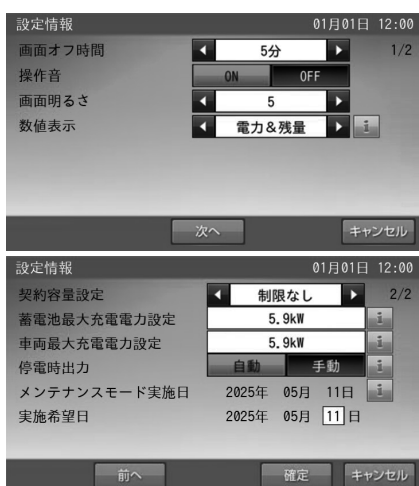 設定情報 01月01日 12:00
画面オフ時間 5分 1/2
操作音 ON OFF
画面明るさ 5
数値表示 電力&残量 i
次へ キャンセル
設定情報 01月01日 12:00
契約容量設定 制限なし 2/2
蓄電池最大充電電力設定 5.9kW i
車両最大充電電力設定 5.9kW i
停電時出力 自動 手動 i
メンテナンスモード実施日 2025年 05月 11日 i
実施希望日 2025年 05月 11日
前へ 確定 キャンセル